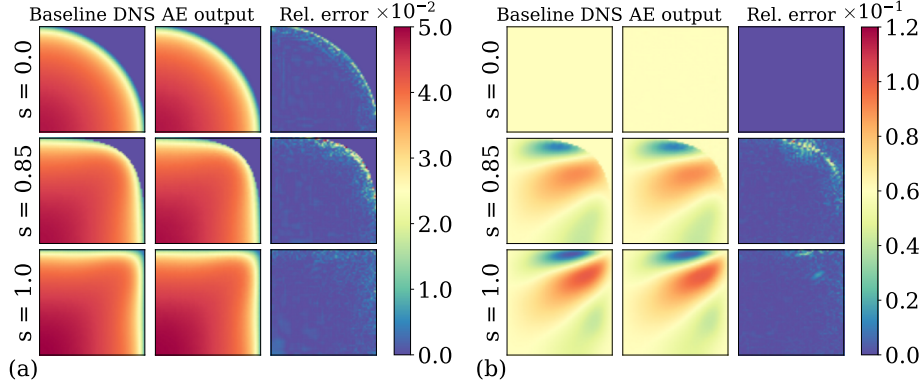 Baseline DNS AE output Rel. error ×10⁻²
s = 0.0
s = 0.85
s = 1.0
5.0
4.0
3.0
2.0
1.0
0.0
(a)
Baseline DNS AE output Rel. error ×10⁻¹
s = 0.0
s = 0.85
s = 1.0
1.2
1.0
0.8
0.6
0.4
0.2
0.0
(b)